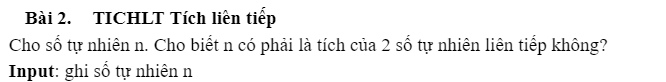 Bài 2. TICHLT Tích liên tiếp
Cho số tự nhiên n. Cho biết n có phải là tích của 2 số tự nhiên liên tiếp không?
Input: ghi số tự nhiên n